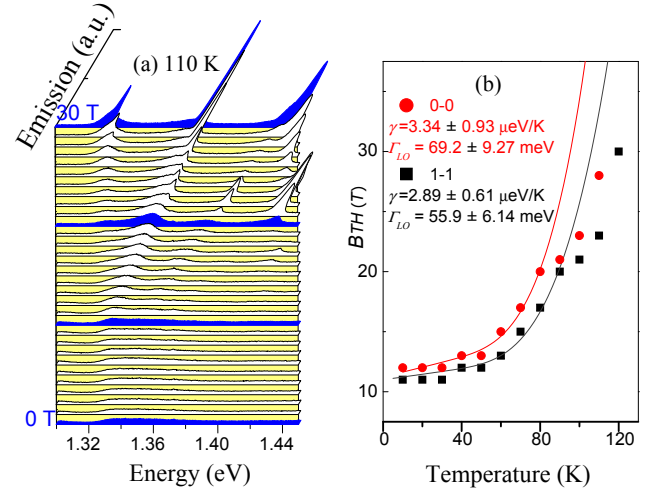 Emission (a.u.)
(a) 110 K
30 T
0 T
1.32 1.36 1.40 1.44
Energy (eV)
(b)
0-0
γ=3.34 ± 0.93 μeV/K
Γ_LO = 69.2 ± 9.27 meV
1-1
γ=2.89 ± 0.61 μeV/K
Γ_LO = 55.9 ± 6.14 meV
BTH (T)
30
20
10
0 40 80 120
Temperature (K)